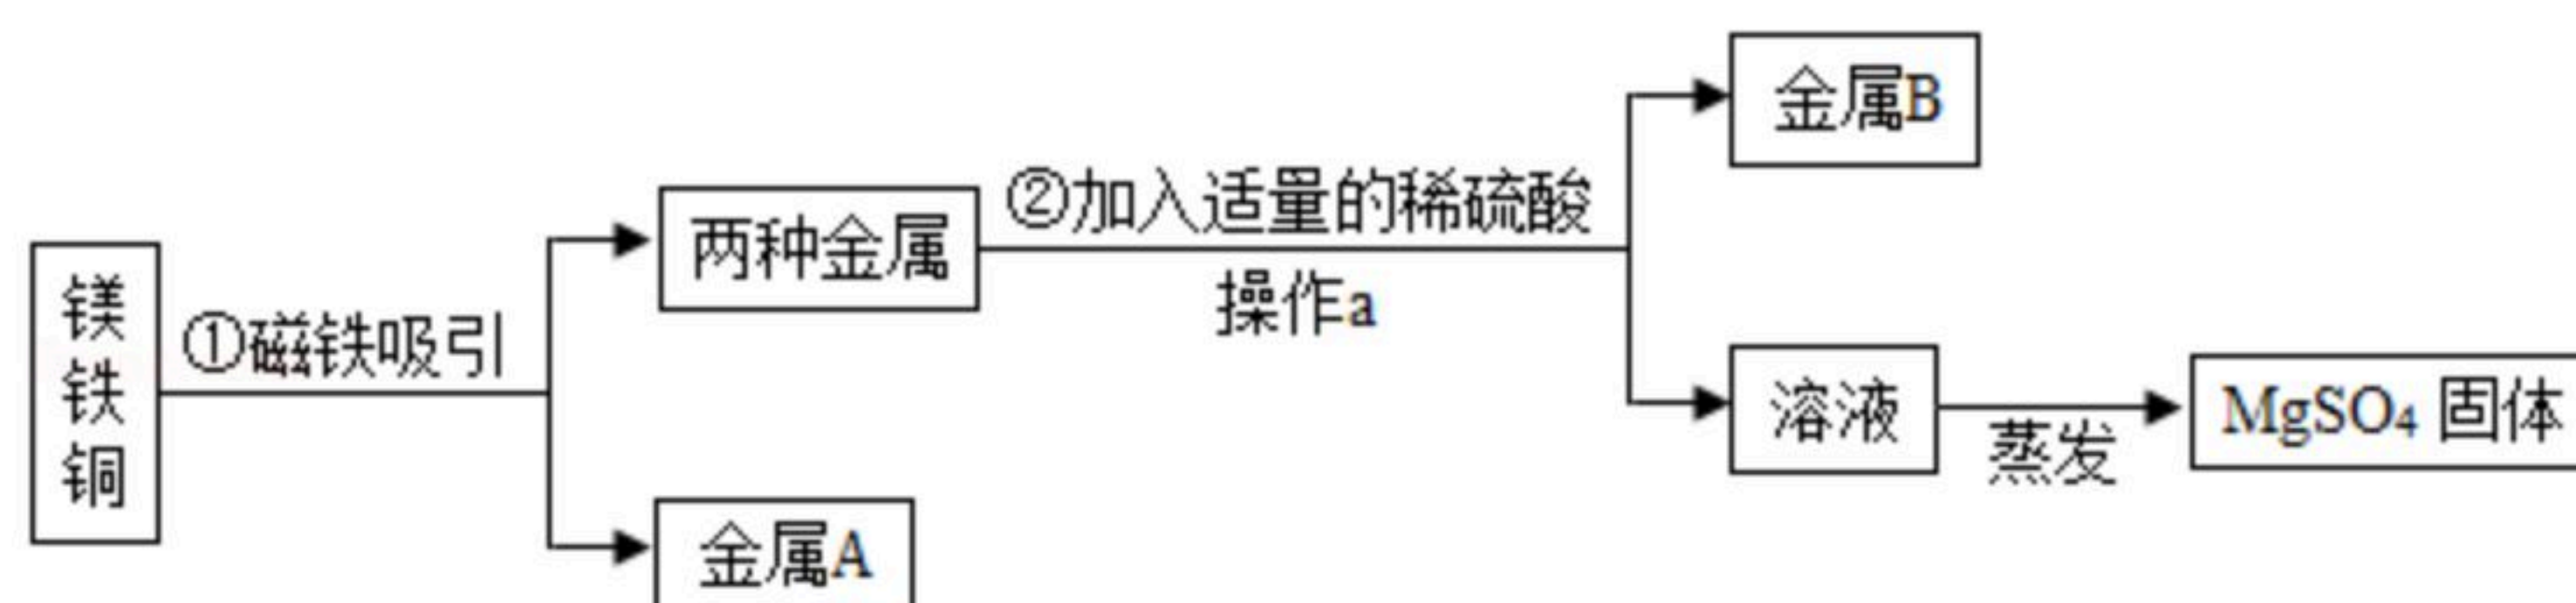 镁
铁
铜
①磁铁吸引
两种金属
金属A
②加入适量的稀硫酸
操作a
金属B
溶液
蒸发
MgSO₄ 固体